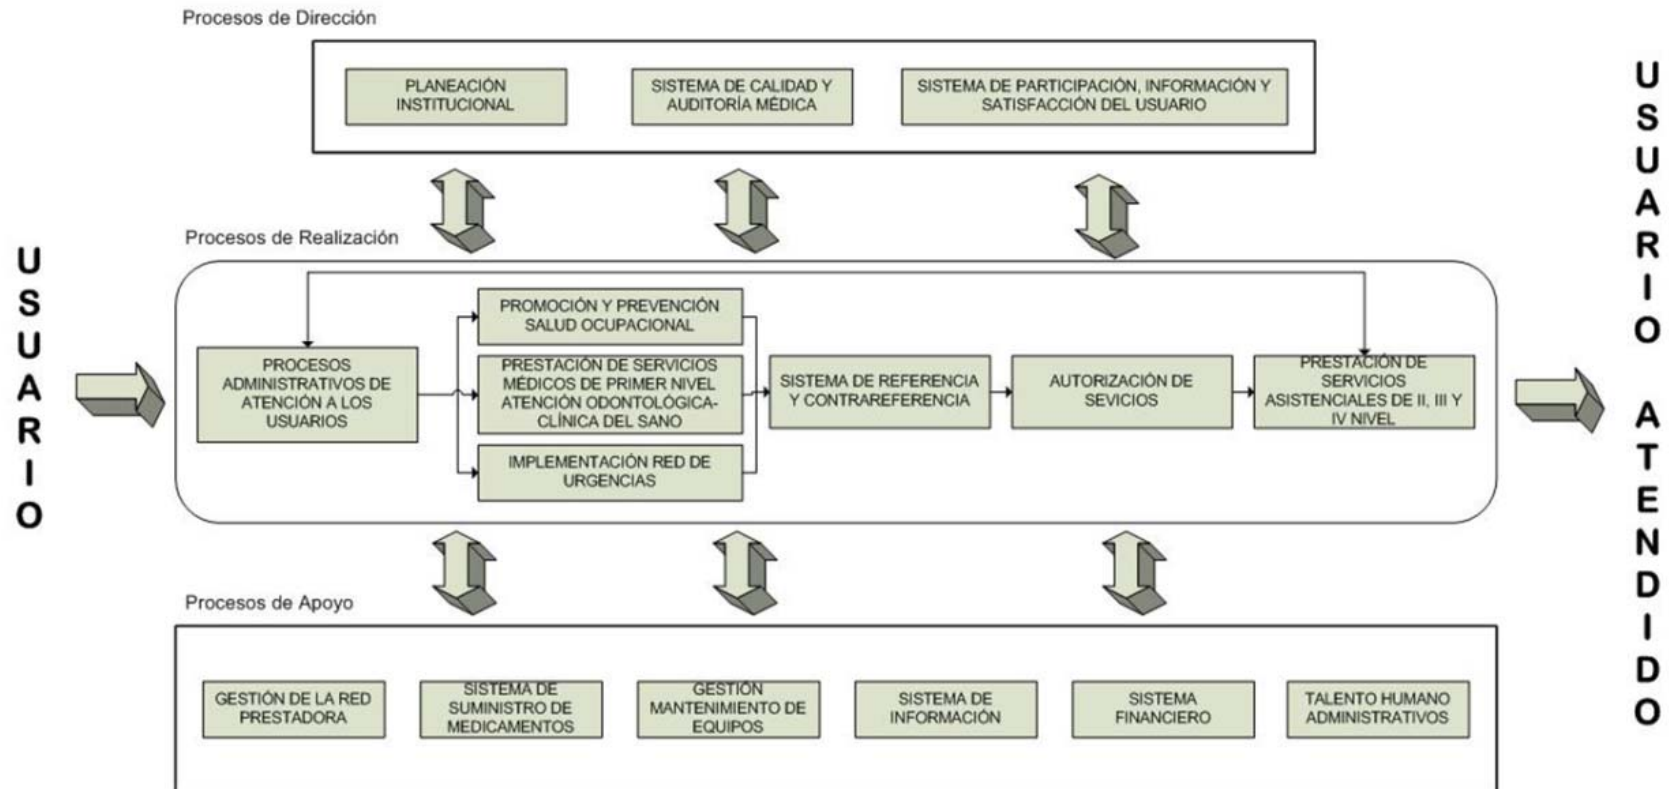 Procesos de Dirección
PLANEACIÓN
INSTITUCIONAL
SISTEMA DE CALIDAD Y
AUDITORÍA MÉDICA
SISTEMA DE PARTICIPACIÓN, INFORMACIÓN Y
SATISFACCIÓN DEL USUARIO
USUARIO
Procesos de Realización
PROCESOS
ADMINISTRATIVOS DE
ATENCIÓN A LOS
USUARIOS
PROMOCIÓN Y PREVENCIÓN
SALUD OCUPACIONAL
PRESTACIÓN DE SERVICIOS
MÉDICOS DE PRIMER NIVEL
ATENCIÓN ODONTOLÓGICA-
CLÍNICA DEL SANO
IMPLEMENTACIÓN RED DE
URGENCIAS
SISTEMA DE REFERENCIA
Y CONTRAREFERENCIA
AUTORIZACIÓN DE
SEVICIOS
PRESTACIÓN DE
SERVICIOS
ASISTENCIALES DE II, III Y
IV NIVEL
USUARIO ATENDIDO
Procesos de Apoyo
GESTIÓN DE LA RED
PRESTADORA
SISTEMA DE
SUMINISTRO DE
MEDICAMENTOS
GESTIÓN
MANTENIMIENTO DE
EQUIPOS
SISTEMA DE
INFORMACIÓN
SISTEMA
FINANCIERO
TALENTO HUMANO
ADMINISTRATIVOS